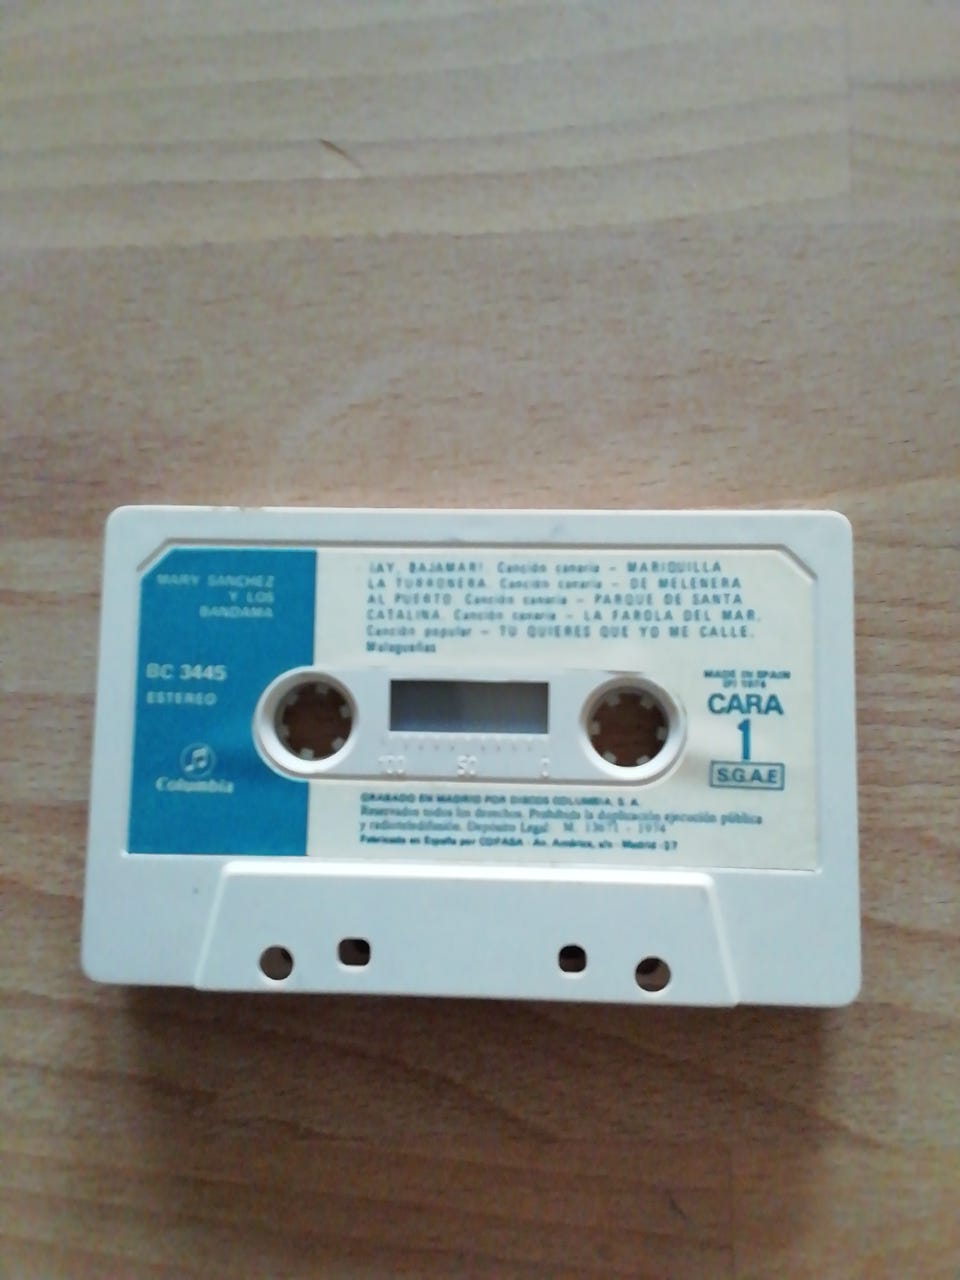 MARY SANCHEZ
Y LOS
BANDAMA
BC 3445
ESTEREO
Columbia
¡AY, BAJAMAR! Canción canaria – MARIQUILLA
LA TURRONERA. Canción canaria – DE MELENERA
AL PUERTO. Canción canaria – PARQUE DE SANTA
CATALINA. Canción canaria – LA FAROLA DEL MAR.
Canción popular – TU QUIERES QUE YO ME CALLE.
Malagueñas
MADE IN SPAIN
(P) 1974
CARA
1
S.G.A.E
100 50 0
GRABADO EN MADRID POR DISCOS COLUMBIA, S. A.
Reservados todos los derechos. Prohibida la duplicación ejecución pública
y radioteledifusión. Depósito Legal: M. 13671 - 1974
Fabricado en España por COFASA - Av. América, s/n - Madrid -27